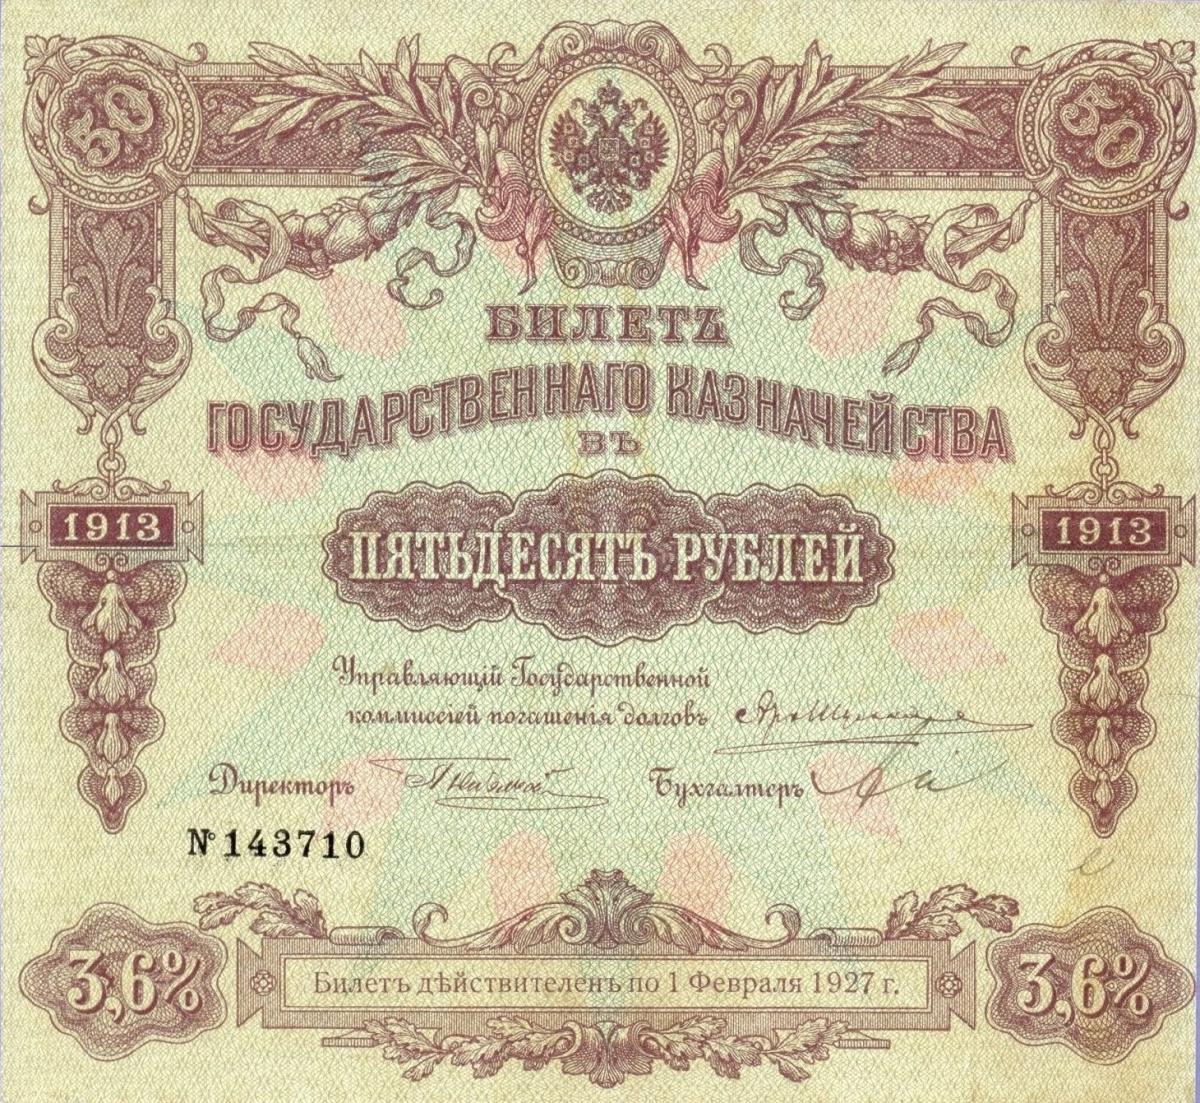 50 50
БИЛЕТЪ
ГОСУДАРСТВЕННАГО КАЗНАЧЕЙСТВА
ВЪ
1913 1913
ПЯТЬДЕСЯТЪ РУБЛЕЙ
Управляющій Государственной
коммиссіей погашенія долговъ
Директоръ Бухгалтеръ
№ 143710
3,6% 3,6%
Билетъ дѣйствителенъ по 1 Февраля 1927 г.